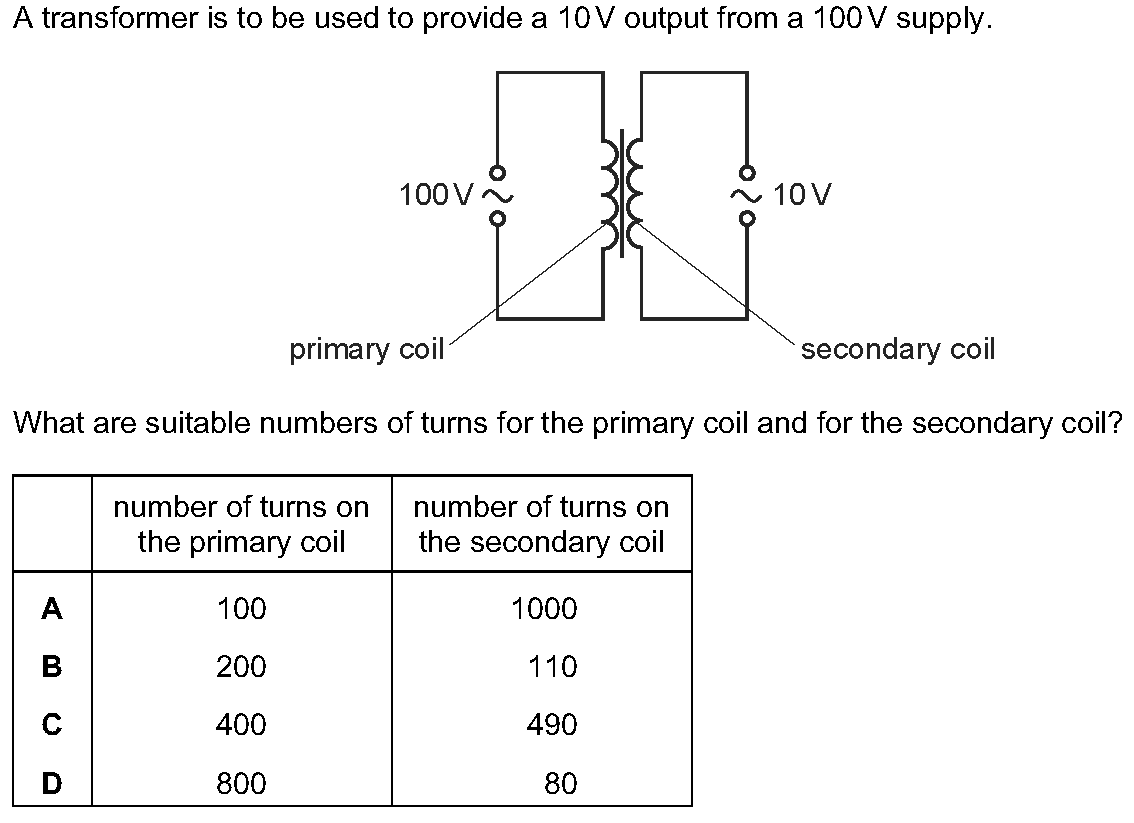 A transformer is to be used to provide a 10 V output from a 100 V supply.
100 V
10 V
primary coil
secondary coil
What are suitable numbers of turns for the primary coil and for the secondary coil?
number of turns on the primary coil
number of turns on the secondary coil
A 100 1000
B 200 110
C 400 490
D 800 80